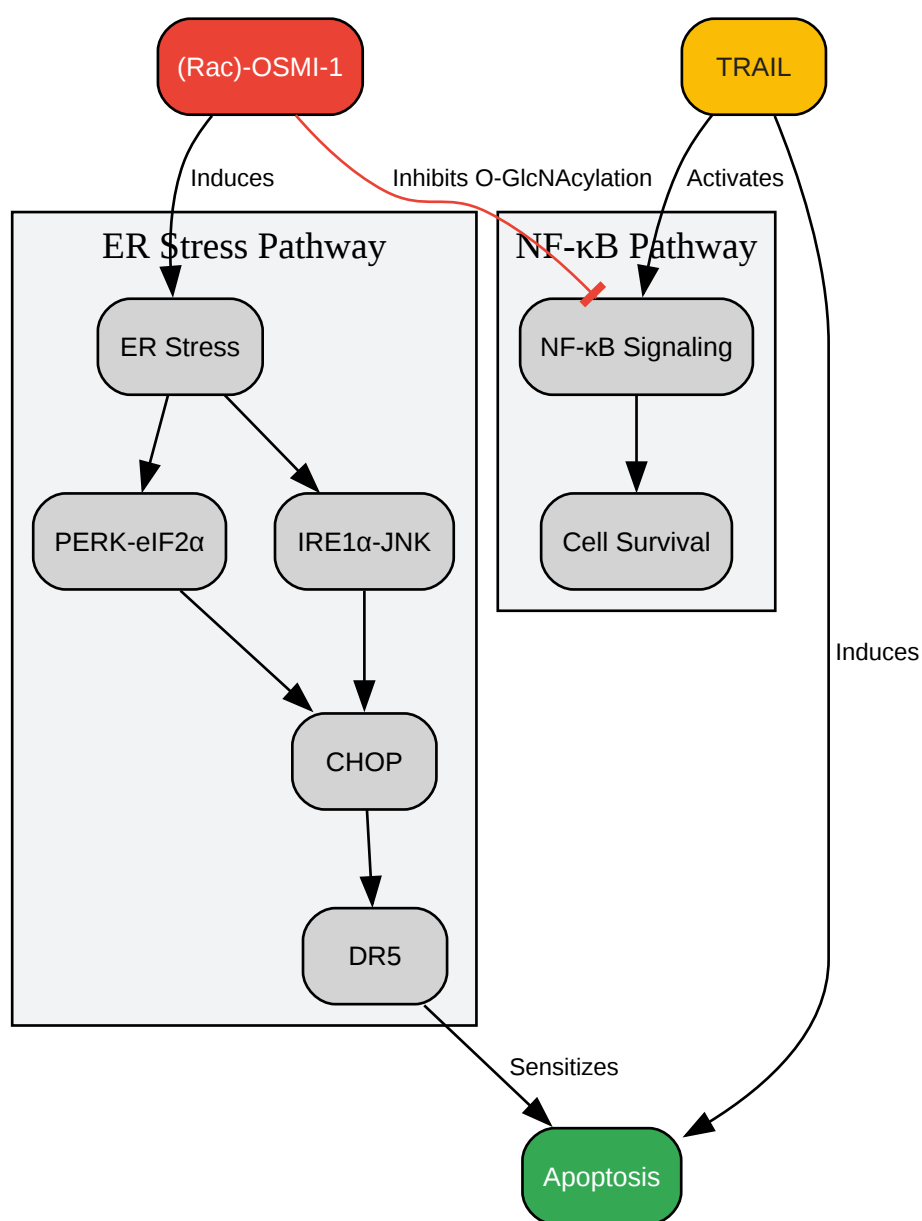 (Rac)-OSMI-1
TRAIL
Induces
Inhibits O-GlcNAcylation
Activates
ER Stress Pathway
NF-κB Pathway
ER Stress
NF-κB Signaling
PERK-eIF2α
IRE1α-JNK
Cell Survival
Induces
CHOP
DR5
Sensitizes
Apoptosis